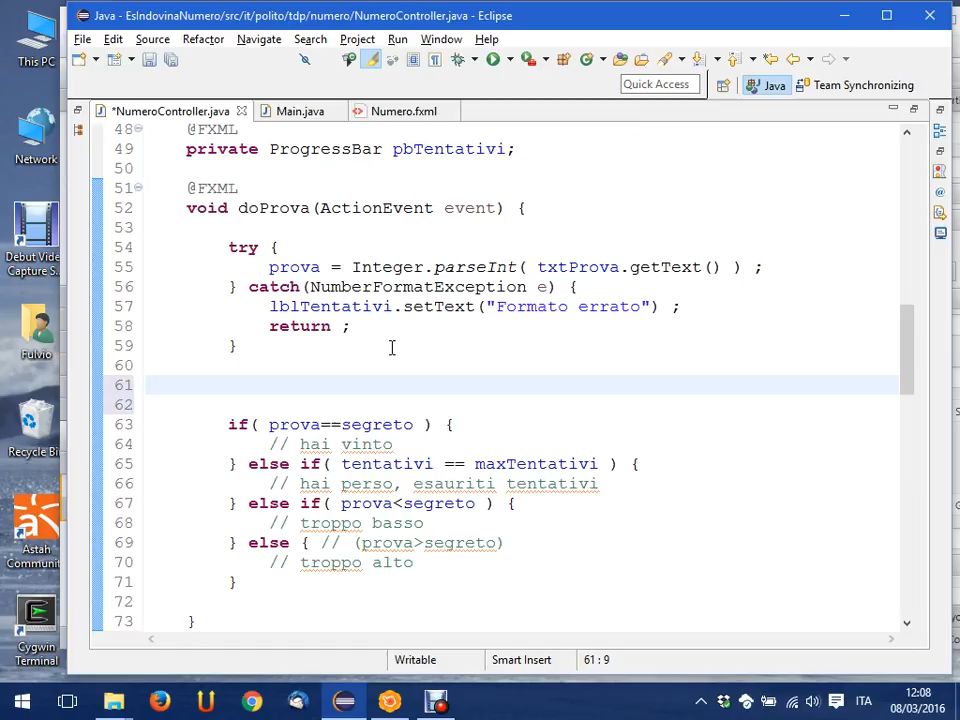 This PC
Network
Debut Video
Capture S...
Fulvio
Recycle Bi
Astah
Communi
Cygwin
Terminal
Java - EsIndovinaNumero/src/it/polito/tdp/numero/NumeroController.java - Eclipse
File Edit Source Refactor Navigate Search Project Run Window Help
Quick Access
Java
Team Synchronizing
*NumeroController.java
Main.java
Numero.fxml
48 @FXML
49 private ProgressBar pbTentativi;
50
51 @FXML
52 void doProva(ActionEvent event) {
53
54 try {
55 prova = Integer.parseInt( txtProva.getText() ) ;
56 } catch(NumberFormatException e) {
57 lblTentativi.setText("Formato errato") ;
58 return ;
59 }
60
61
62
63 if( prova==segreto ) {
64 // hai vinto
65 } else if( tentativi == maxTentativi ) {
66 // hai perso, esauriti tentativi
67 } else if( prova<segreto ) {
68 // troppo basso
69 } else { // (prova>segreto)
70 // troppo alto
71 }
72
73 }
Writable
Smart Insert
61 : 9
ITA
12:08
08/03/2016